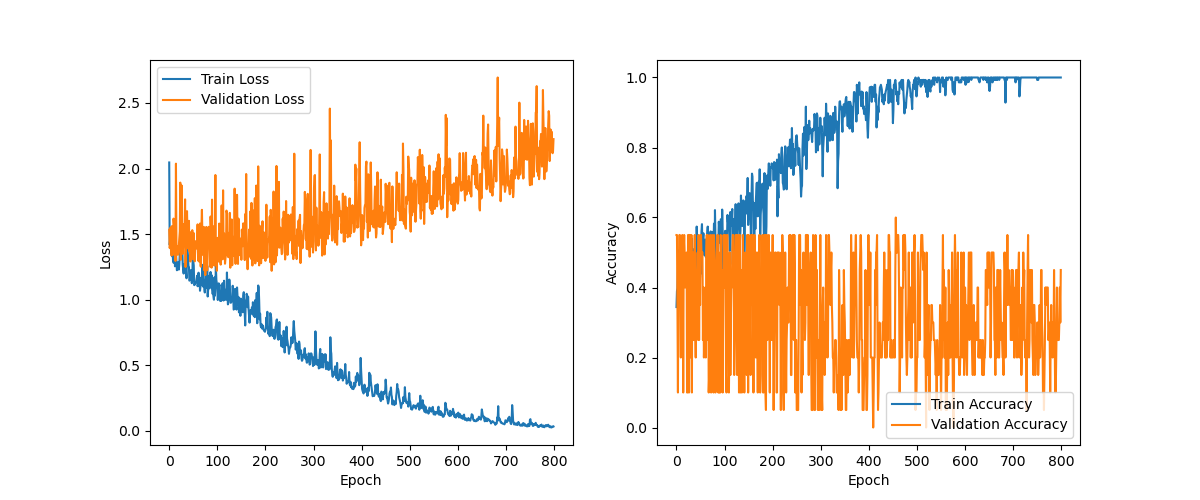 Train Loss
Validation Loss
2.5
2.0
1.5
1.0
0.5
0.0
Loss
0 100 200 300 400 500 600 700 800
Epoch
1.0
0.8
0.6
0.4
0.2
0.0
Accuracy
Train Accuracy
Validation Accuracy
0 100 200 300 400 500 600 700 800
Epoch